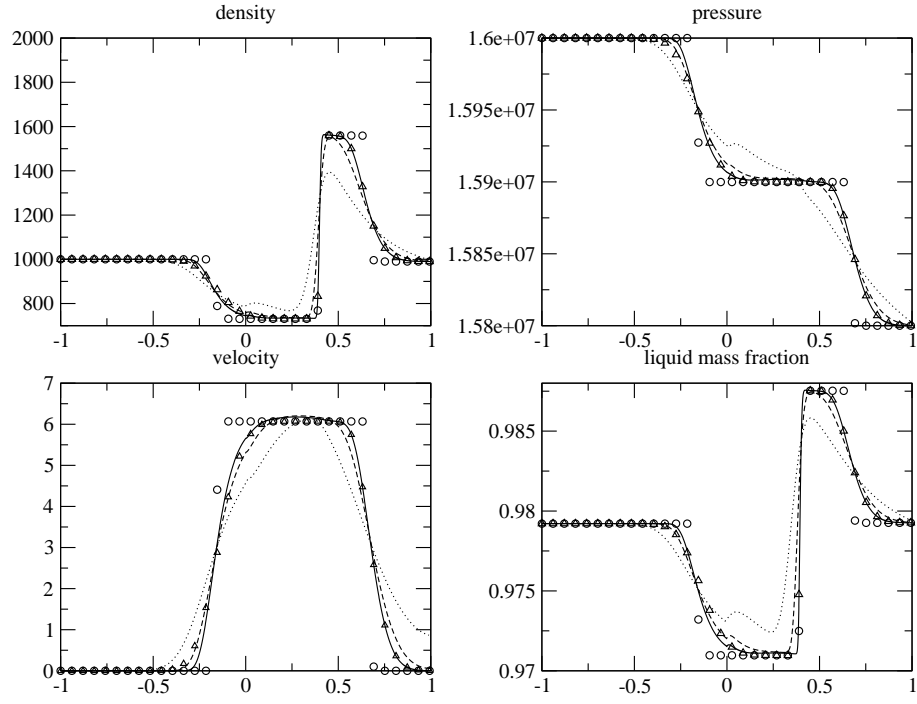 density
pressure
2000
1800
1600
1400
1200
1000
800
-1 -0.5 0 0.5 1
1.6e+07
1.595e+07
1.59e+07
1.585e+07
1.58e+07
-1 -0.5 0 0.5 1
velocity
liquid mass fraction
7
6
5
4
3
2
1
0
-1 -0.5 0 0.5 1
0.985
0.98
0.975
0.97
-1 -0.5 0 0.5 1